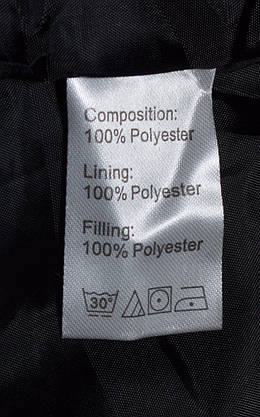 Composition:
100% Polyester
Lining:
100% Polyester
Filling:
100% Polyester
30°